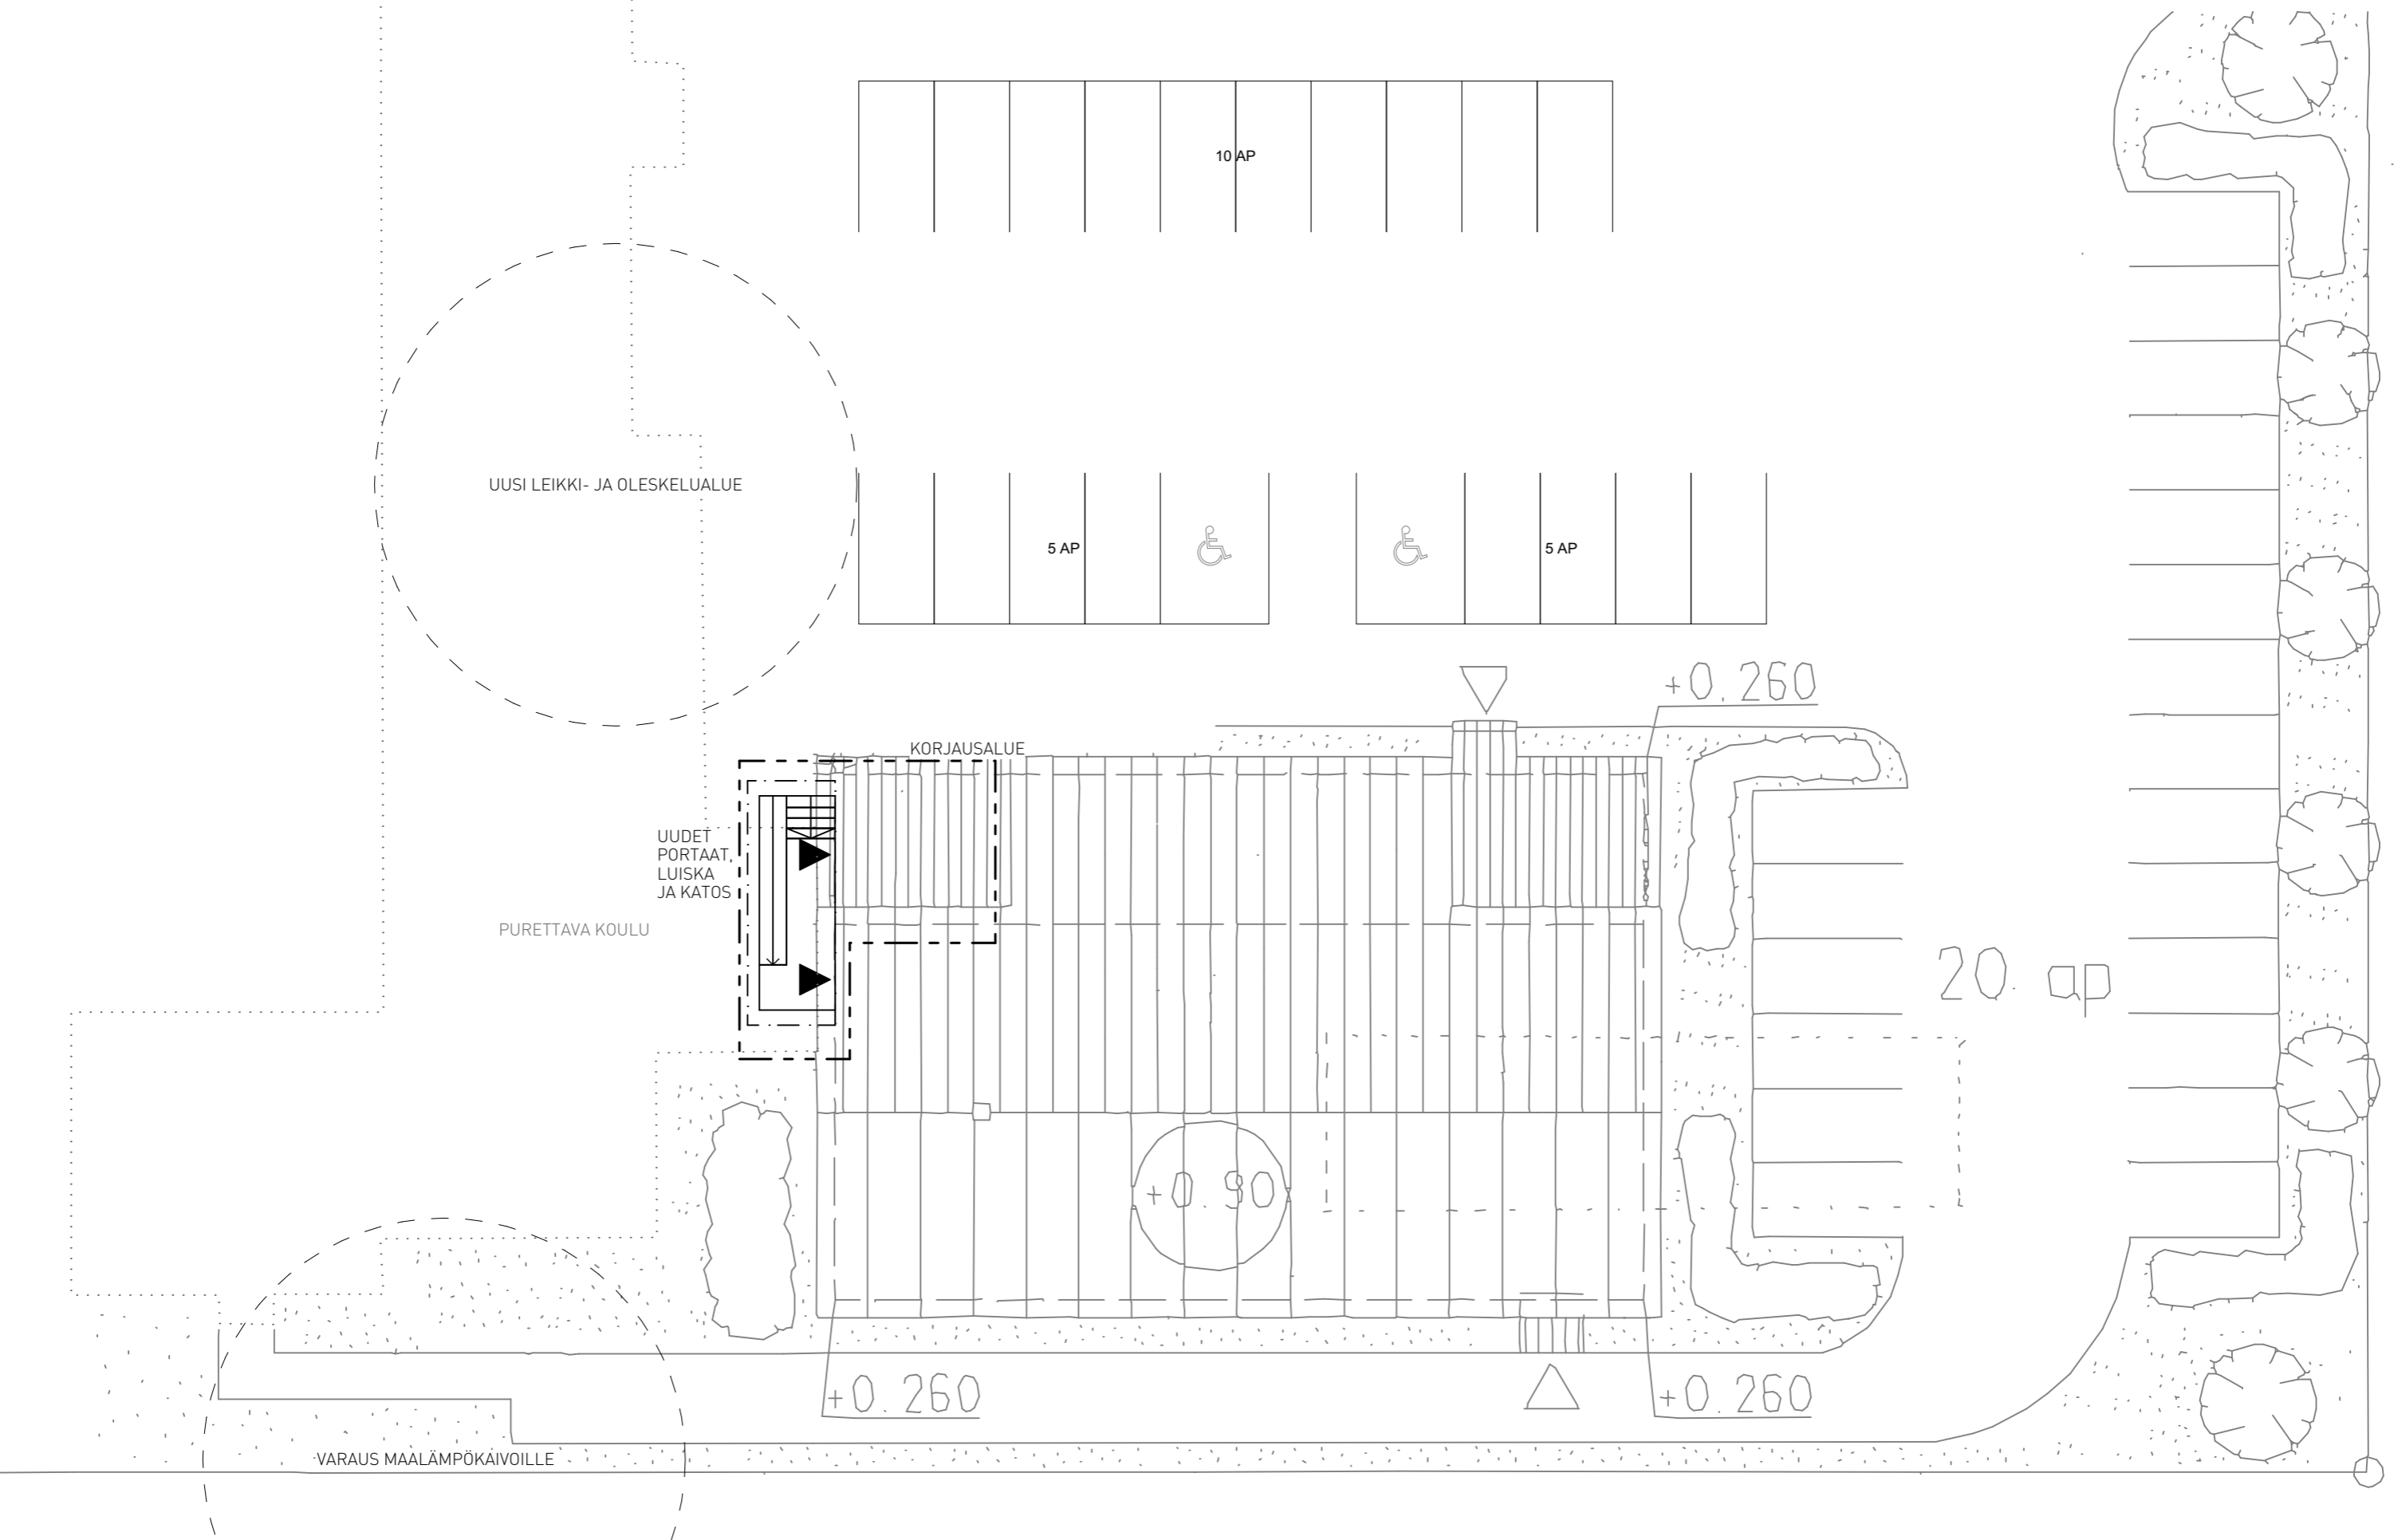 10 AP
UUSI LEIKKI- JA OLESKELUALUE
5 AP
5 AP
+0.260
KORJAUSALUE
UUDET
PORTAAT,
LUISKA
JA KATOS
PURETTAVA KOULU
20. ap
+0.90
+0.260
+0.260
VARAUS MAALÄMPÖKAIVOILLE